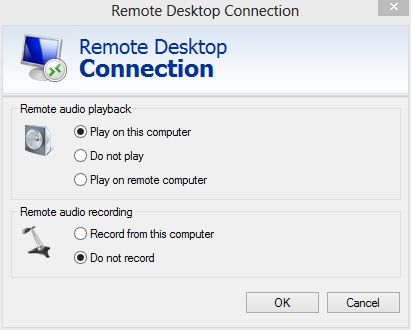 Remote Desktop Connection
Remote Desktop
Connection
Remote audio playback
Play on this computer
Do not play
Play on remote computer
Remote audio recording
Record from this computer
Do not record
OK
Cancel